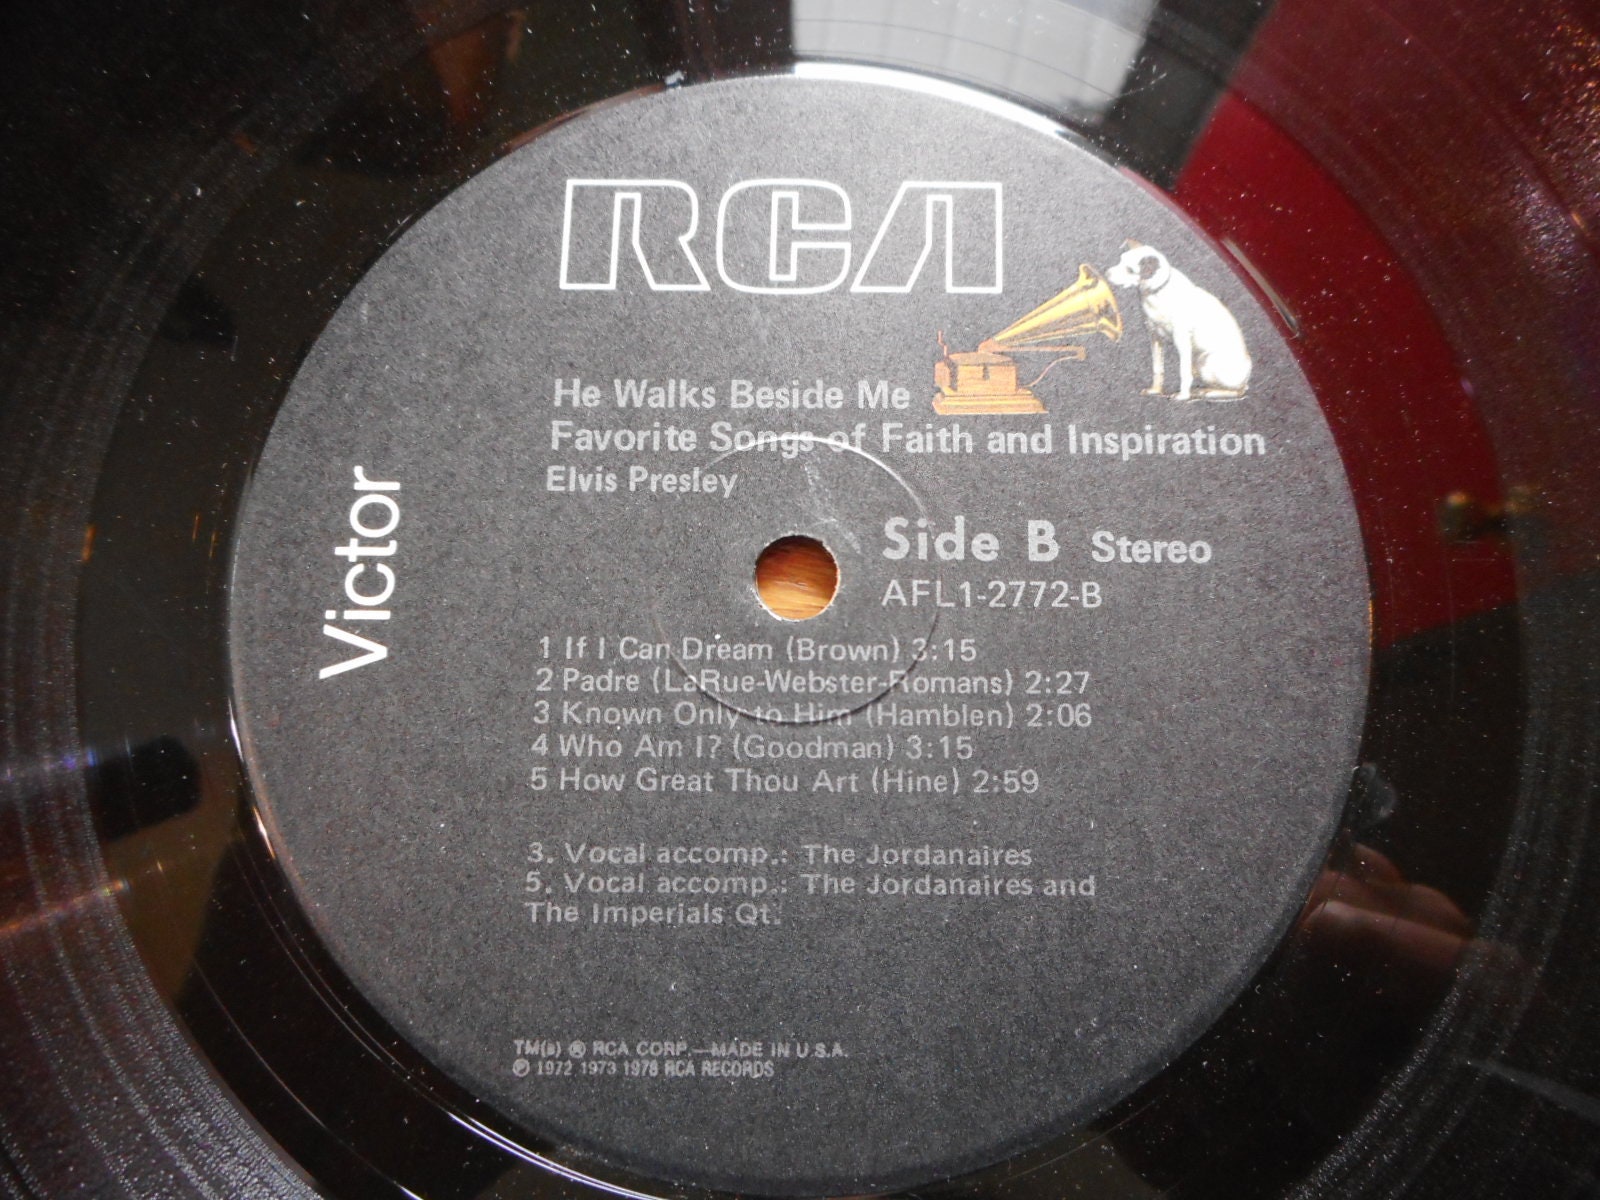 RCA
Victor
He Walks Beside Me
Favorite Songs of Faith and Inspiration
Elvis Presley
Side B Stereo
AFL1-2772-B
1 If I Can Dream (Brown) 3:15
2 Padre (LaRue-Webster-Romans) 2:27
3 Known Only to Him (Hamblen) 2:06
4 Who Am I? (Goodman) 3:15
5 How Great Thou Art (Hine) 2:59
3. Vocal accomp.: The Jordanaires
5. Vocal accomp.: The Jordanaires and
The Imperials Qt.
TM(s) ® RCA CORP.—MADE IN U.S.A.
℗ 1972 1973 1978 RCA RECORDS